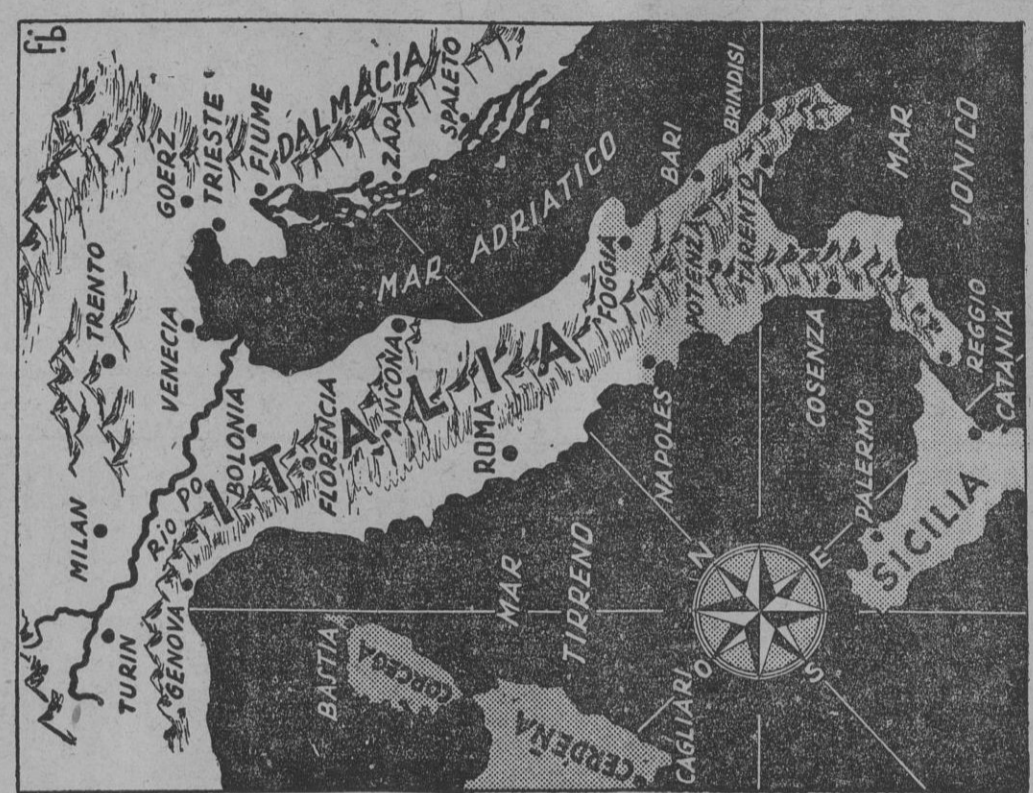 fb
TRENTO
MILAN
TURIN
GOERZ
TRIESTE
FIUME
DALMACIA
ZARA
SPALETO
VENECIA
RIO PO
GENOVA
BOLONIA
FLORENCIA
ANCONA
ITALIA
ROMA
MAR ADRIATICO
FOGGIA
BARI
BRINDISI
POTENZA
TARENTO
NAPOLES
COSENZA
MAR
JONICO
REGGIO
CATANIA
PALERMO
SICILIA
MAR
TIRRENO
BASTIA
CORCEGA
CERDEÑA
CAGLIARI
N
E
S
O